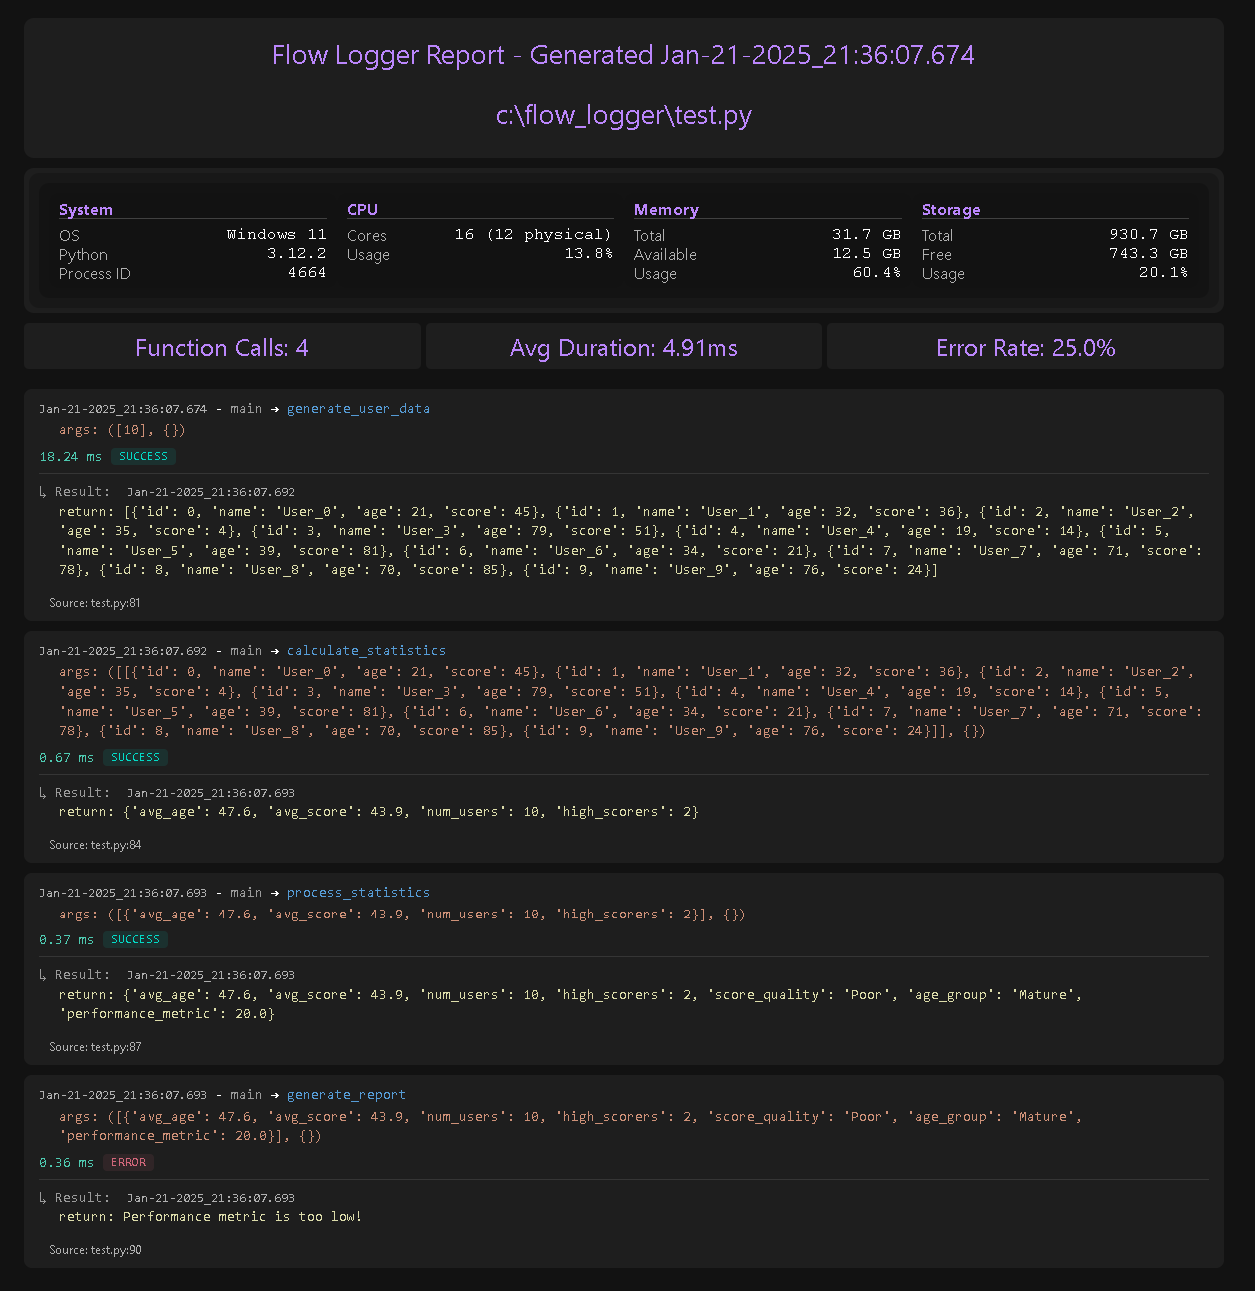 Flow Logger Report - Generated Jan-21-2025_21:36:07.674
c:\flow_logger\test.py
System
OS Windows 11
Python 3.12.2
Process ID 4664
CPU
Cores 16 (12 physical)
Usage 13.8%
Memory
Total 31.7 GB
Available 12.5 GB
Usage 60.4%
Storage
Total 930.7 GB
Free 743.3 GB
Usage 20.1%
Function Calls: 4
Avg Duration: 4.91ms
Error Rate: 25.0%
Jan-21-2025_21:36:07.674 - main → generate_user_data
args: ([10], {})
18.24 ms SUCCESS
↳ Result: Jan-21-2025_21:36:07.692
return: [{'id': 0, 'name': 'User_0', 'age': 21, 'score': 45}, {'id': 1, 'name': 'User_1', 'age': 32, 'score': 36}, {'id': 2, 'name': 'User_2',
'age': 35, 'score': 4}, {'id': 3, 'name': 'User_3', 'age': 79, 'score': 51}, {'id': 4, 'name': 'User_4', 'age': 19, 'score': 14}, {'id': 5,
'name': 'User_5', 'age': 39, 'score': 81}, {'id': 6, 'name': 'User_6', 'age': 34, 'score': 21}, {'id': 7, 'name': 'User_7', 'age': 71, 'score':
78}, {'id': 8, 'name': 'User_8', 'age': 70, 'score': 85}, {'id': 9, 'name': 'User_9', 'age': 76, 'score': 24}]
Source: test.py:81
Jan-21-2025_21:36:07.692 - main → calculate_statistics
args: ([[{'id': 0, 'name': 'User_0', 'age': 21, 'score': 45}, {'id': 1, 'name': 'User_1', 'age': 32, 'score': 36}, {'id': 2, 'name': 'User_2',
'age': 35, 'score': 4}, {'id': 3, 'name': 'User_3', 'age': 79, 'score': 51}, {'id': 4, 'name': 'User_4', 'age': 19, 'score': 14}, {'id': 5,
'name': 'User_5', 'age': 39, 'score': 81}, {'id': 6, 'name': 'User_6', 'age': 34, 'score': 21}, {'id': 7, 'name': 'User_7', 'age': 71, 'score':
78}, {'id': 8, 'name': 'User_8', 'age': 70, 'score': 85}, {'id': 9, 'name': 'User_9', 'age': 76, 'score': 24}]], {})
0.67 ms SUCCESS
↳ Result: Jan-21-2025_21:36:07.693
return: {'avg_age': 47.6, 'avg_score': 43.9, 'num_users': 10, 'high_scorers': 2}
Source: test.py:84
Jan-21-2025_21:36:07.693 - main → process_statistics
args: ([{'avg_age': 47.6, 'avg_score': 43.9, 'num_users': 10, 'high_scorers': 2}], {})
0.37 ms SUCCESS
↳ Result: Jan-21-2025_21:36:07.693
return: {'avg_age': 47.6, 'avg_score': 43.9, 'num_users': 10, 'high_scorers': 2, 'score_quality': 'Poor', 'age_group': 'Mature',
'performance_metric': 20.0}
Source: test.py:87
Jan-21-2025_21:36:07.693 - main → generate_report
args: ([{'avg_age': 47.6, 'avg_score': 43.9, 'num_users': 10, 'high_scorers': 2, 'score_quality': 'Poor', 'age_group': 'Mature',
'performance_metric': 20.0}], {})
0.36 ms ERROR
↳ Result: Jan-21-2025_21:36:07.693
return: Performance metric is too low!
Source: test.py:90